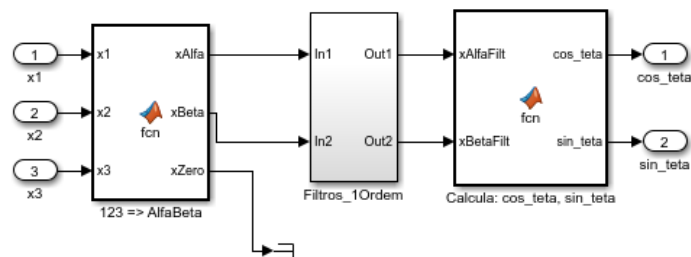 1
x1
2
x2
3
x3
x1
x2
x3
fcn
xAlfa
xBeta
xZero
123 => AlfaBeta
In1
In2
Out1
Out2
Filtros_1Ordem
xAlfaFilt
xBetaFilt
fcn
cos_teta
sin_teta
Calcula: cos_teta, sin_teta
1
cos_teta
2
sin_teta